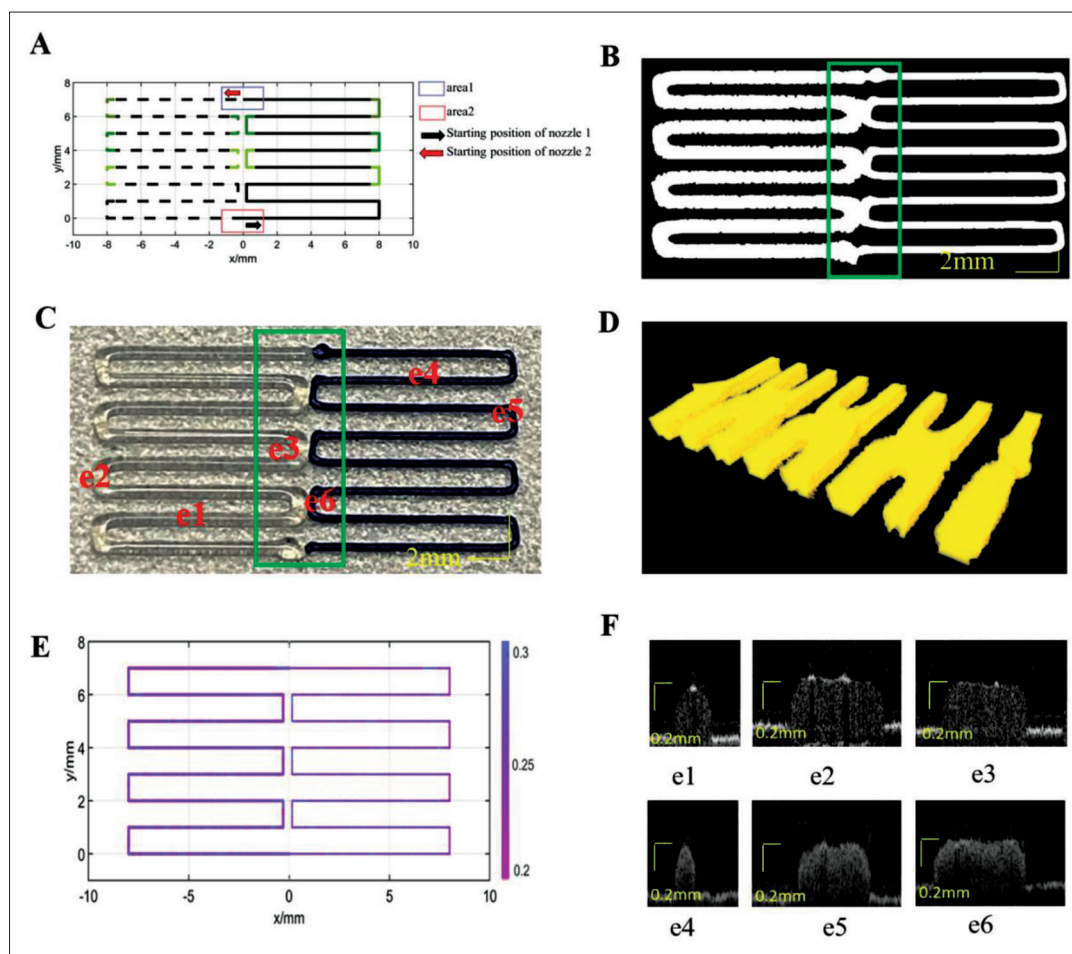 A
8
6
4
2
0
y/mm
-10 -8 -6 -4 -2 0 2 4 6 8 10
x/mm
area1
area2
Starting position of nozzle 1
Starting position of nozzle 2
B
2mm
C
e4
e5
e3
e2
e6
e1
2mm
D
E
8
6
4
2
0
y/mm
-10 -5 0 5 10
x/mm
0.3
0.25
0.2
F
0.2mm
0.2mm
0.2mm
e1 e2 e3
0.2mm
0.2mm
0.2mm
e4 e5 e6